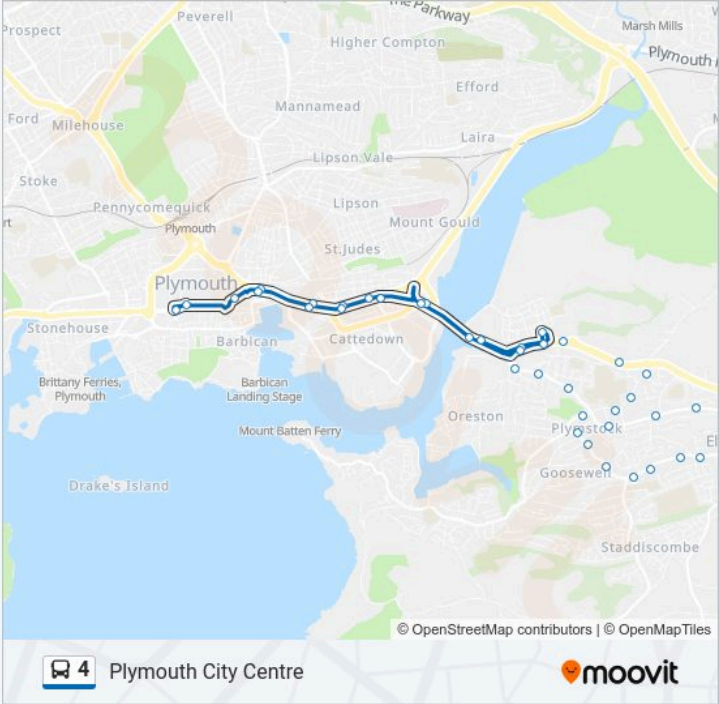 The Parkway
Peverell
Prospect
Higher Compton
Marsh Mills
Plymouth
Efford
Mannamead
Ford
Milehouse
Laira
Lipson Vale
Stoke
Pennycomequick
Lipson
Plymouth
Mount Gould
St.Judes
Plymouth
Stonehouse
Barbican
Cattedown
Brittany Ferries,
Plymouth
Barbican
Landing Stage
Oreston
Mount Batten Ferry
Plymstock
Goosewell
Drake's Island
Staddiscombe
© OpenStreetMap contributors | © OpenMapTiles
4 Plymouth City Centre
moovit